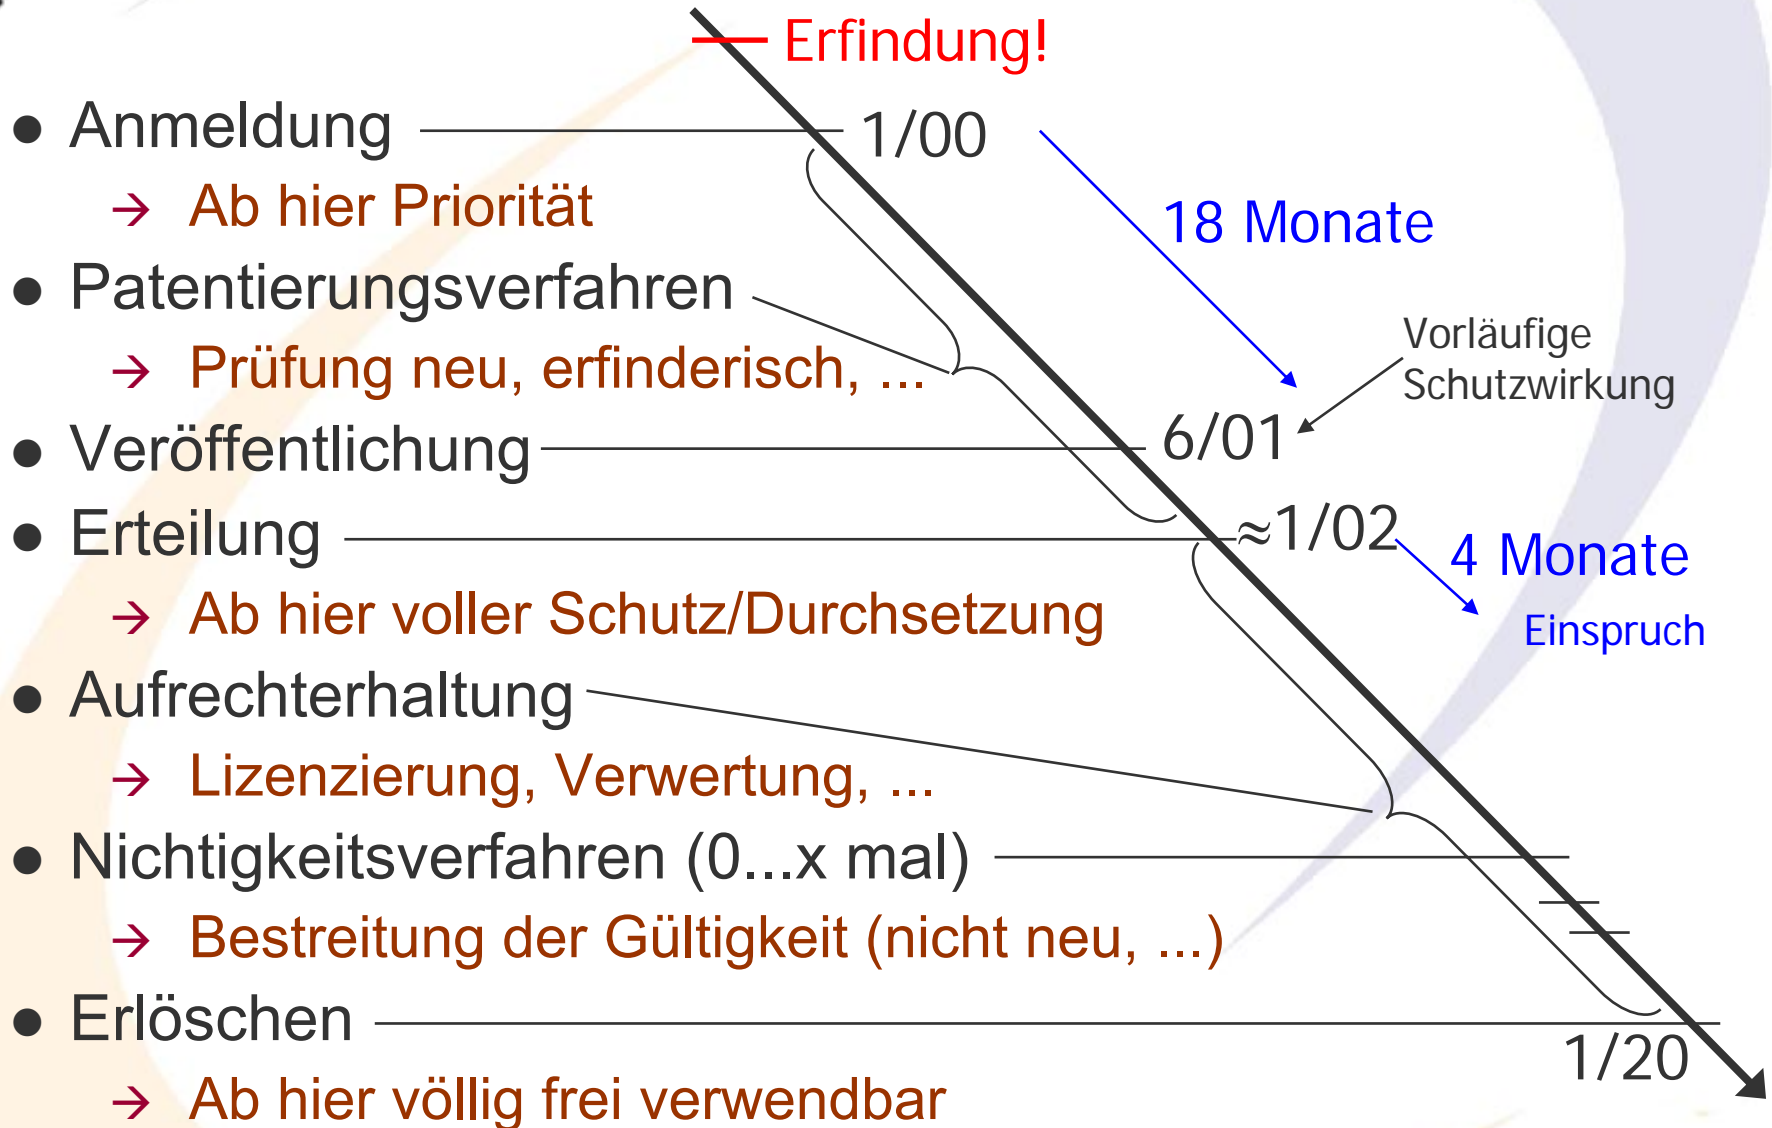 Erfindung!
● Anmeldung 1/00
→ Ab hier Priorität
18 Monate
● Patentierungsverfahren
→ Prüfung neu, erfinderisch, ...
Vorläufige
Schutzwirkung
● Veröffentlichung 6/01
● Erteilung ≈1/02
4 Monate
Einspruch
→ Ab hier voller Schutz/Durchsetzung
● Aufrechterhaltung
→ Lizenzierung, Verwertung, ...
● Nichtigkeitsverfahren (0...x mal)
→ Bestreitung der Gültigkeit (nicht neu, ...)
● Erlöschen
1/20
→ Ab hier völlig frei verwendbar